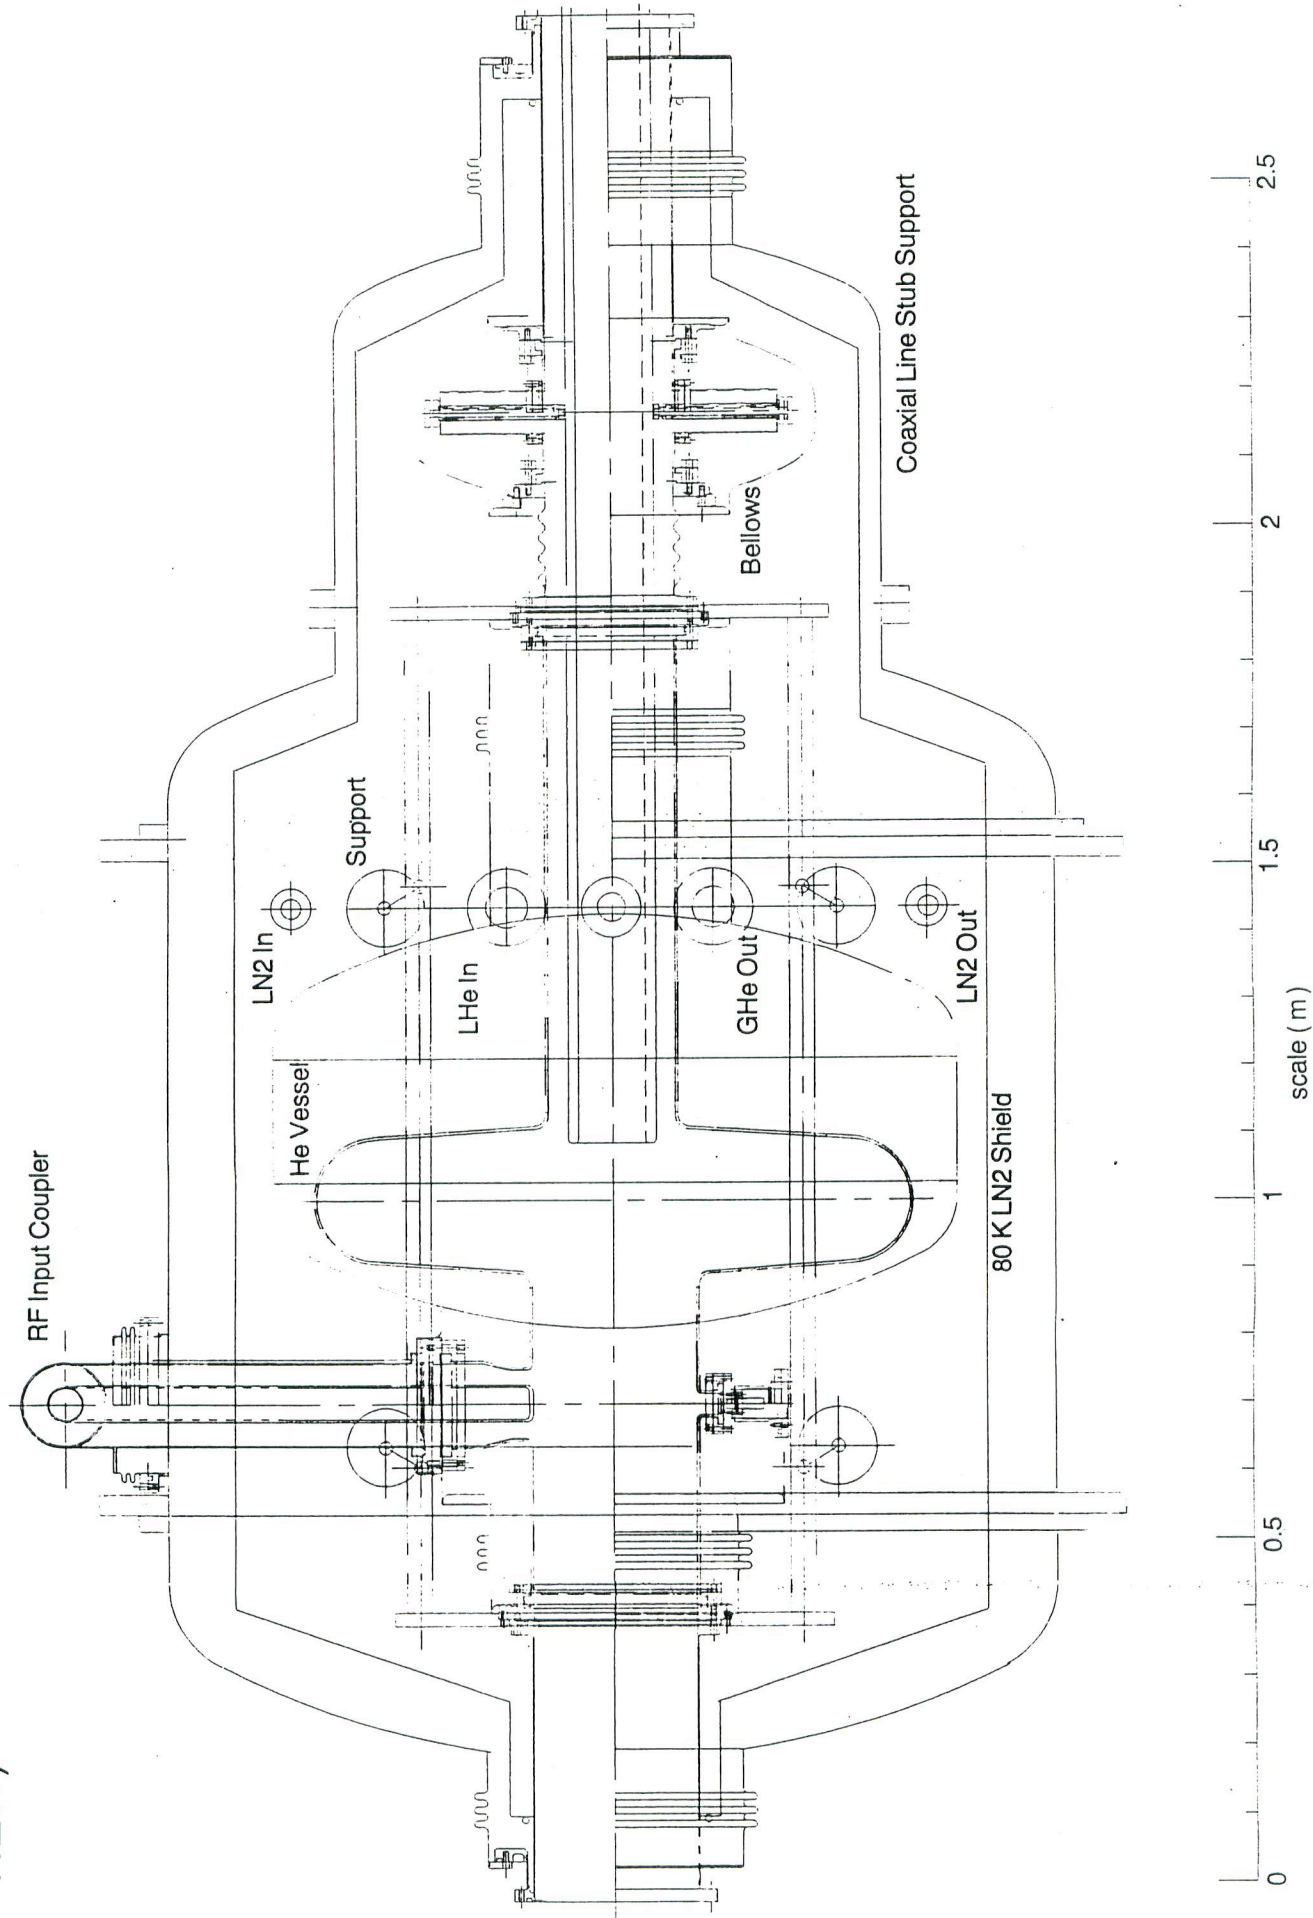 RF Input Coupler
He Vessel
LN2 In
Support
LHe In
GHe Out
LN2 Out
80 K LN2 Shield
Bellows
Coaxial Line Stub Support
0
0.5
1
1.5
2
2.5
scale ( m )